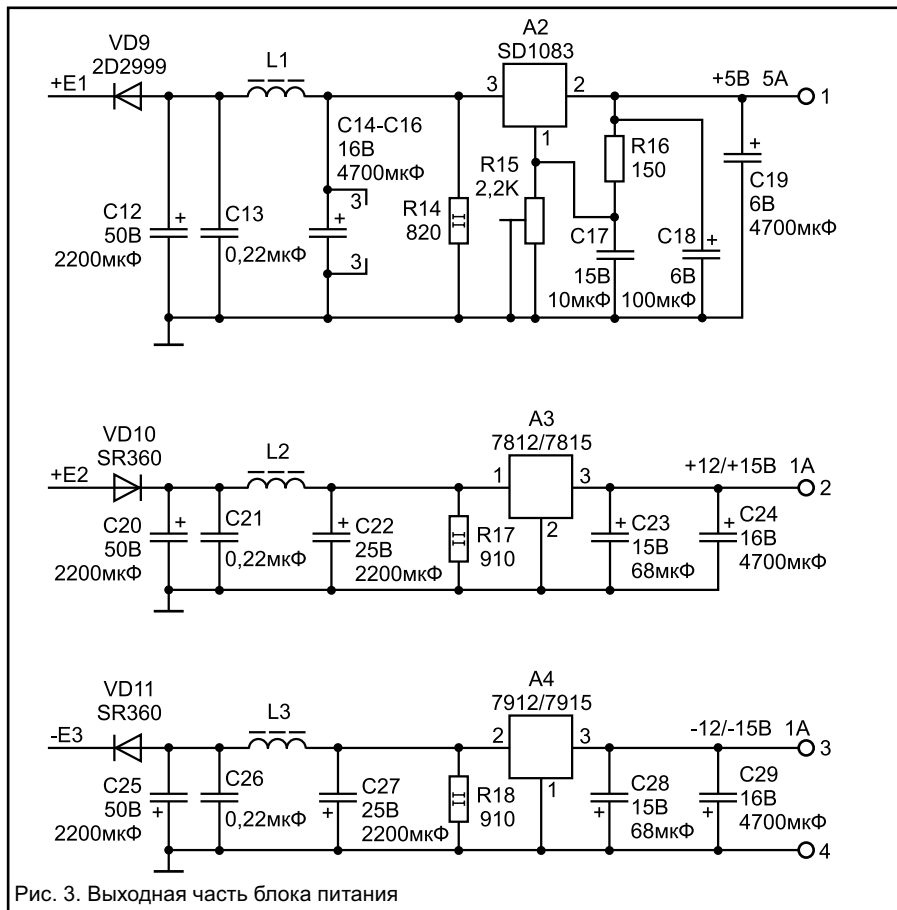 VD9
2D2999
+E1
L1
A2
SD1083
3
2
1
+5В 5А
1
C14-C16
16В
4700мкФ
3
3
R15
2,2K
R16
150
C19
6В
4700мкФ
C12
50В
2200мкФ
+
C13
0,22мкФ
+
R14
820
C17
15В
10мкФ
C18
6В
100мкФ
+
+
VD10
SR360
+E2
L2
A3
7812/7815
1
3
2
+12/+15В 1А
2
C20
50В
2200мкФ
+
C21
0,22мкФ
+
C22
25В
2200мкФ
R17
910
+
C23
15В
68мкФ
+
C24
16В
4700мкФ
VD11
SR360
-E3
L3
A4
7912/7915
2
3
1
-12/-15В 1А
3
C25
50В
2200мкФ
+
C26
0,22мкФ
+
C27
25В
2200мкФ
R18
910
+
C28
15В
68мкФ
+
C29
16В
4700мкФ
4
Рис. 3. Выходная часть блока питания